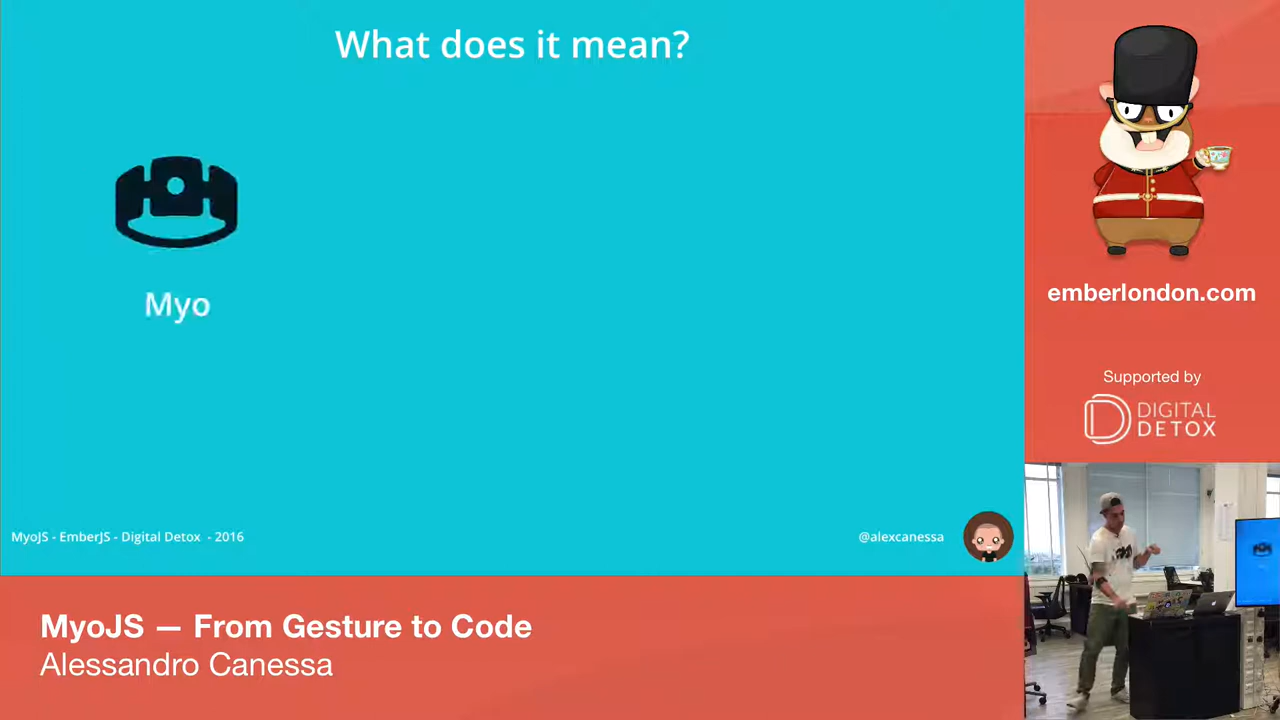 What does it mean?
Myo
MyoJS - EmberJS - Digital Detox - 2016
@alexcanessa
emberlondon.com
Supported by
DIGITAL
DETOX
MyoJS — From Gesture to Code
Alessandro Canessa